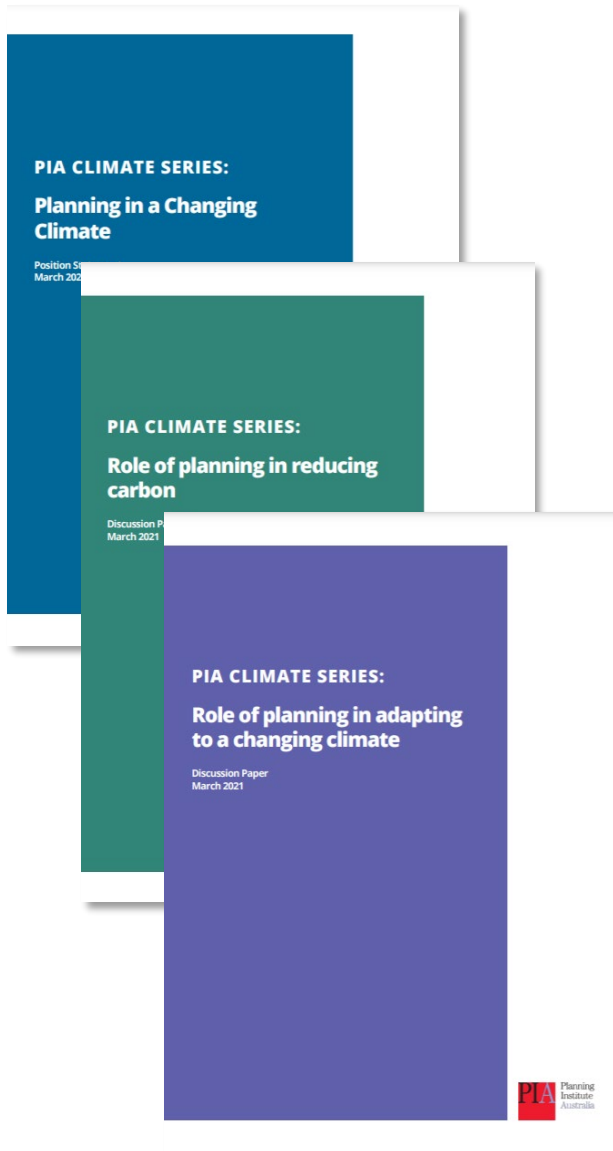 PIA CLIMATE SERIES:
Planning in a Changing
Climate
Position
March
PIA CLIMATE SERIES:
Role of planning in reducing
carbon
Discussion
March 2021
PIA CLIMATE SERIES:
Role of planning in adapting
to a changing climate
Discussion Paper
March 2021
PIA Planning
Institute
Australia